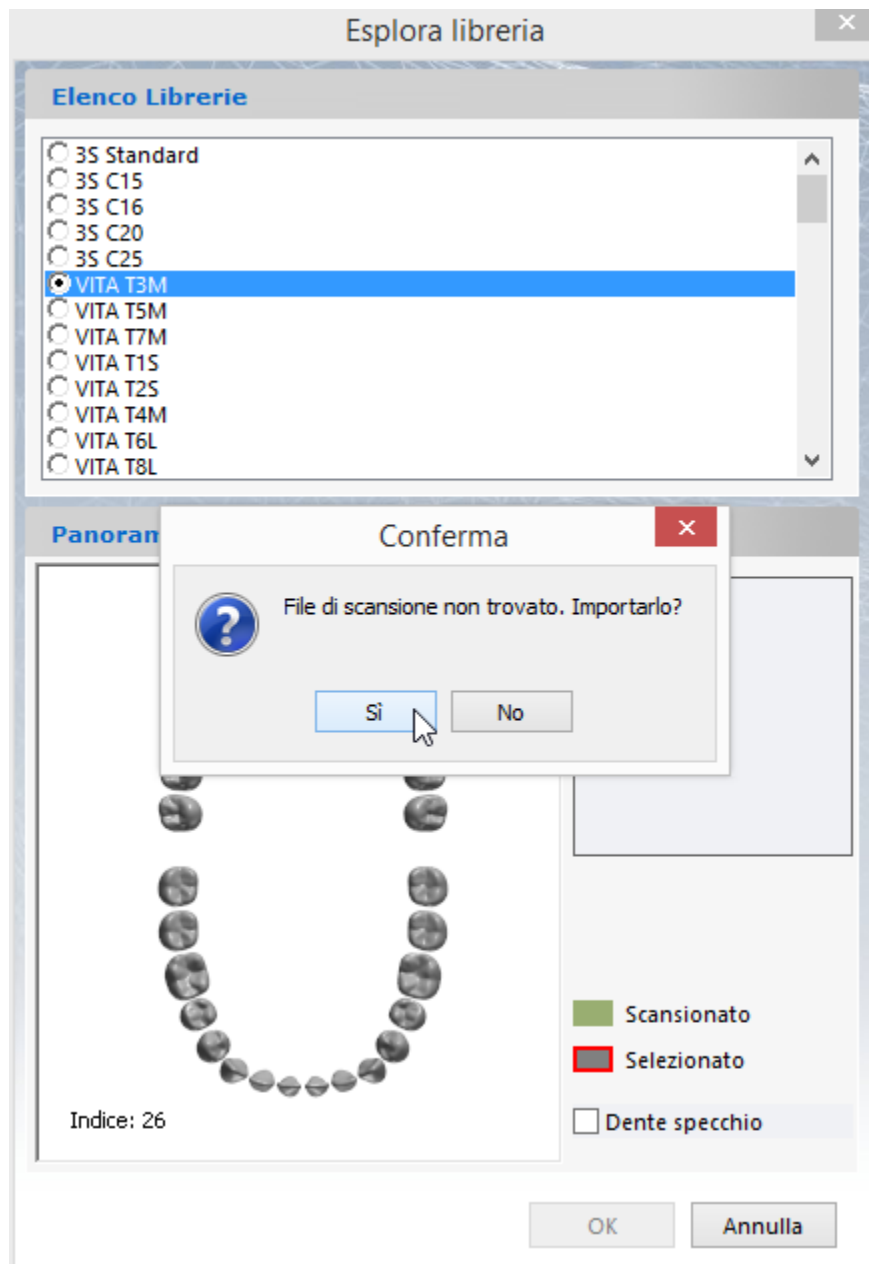 Esplora libreria
Elenco Librerie
3S Standard
3S C15
3S C16
3S C20
3S C25
VITA T3M
VITA T5M
VITA T7M
VITA T1S
VITA T2S
VITA T4M
VITA T6L
VITA T8L
Panoram
Conferma
File di scansione non trovato. Importarlo?
Sì
No
Scansionato
Selezionato
Indice: 26
Dente specchio
OK
Annulla